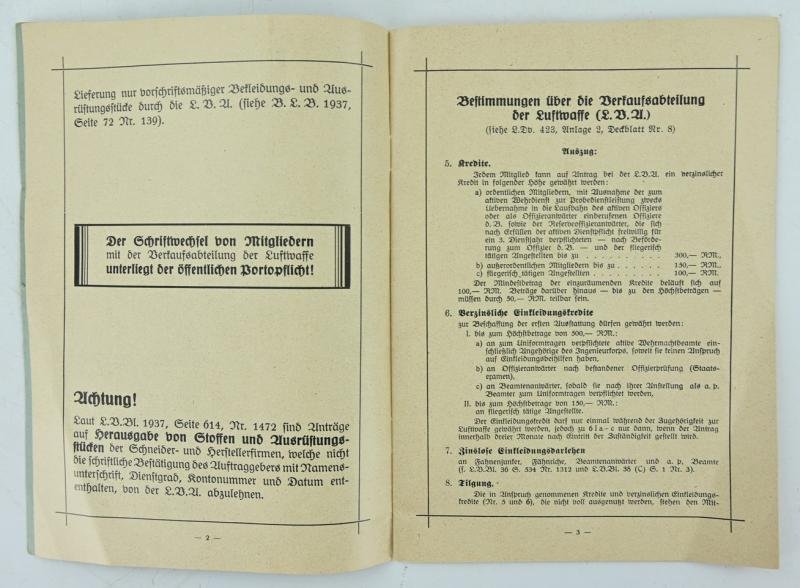 Lieferung nur vorschriftsmäßiger Bekleidungs- und Aus-
rüstungsstücke durch die L. V. A. (siehe B. L. B. 1937,
Seite 72 Nr. 139).
Der Schriftwechsel von Mitgliedern
mit der Verkaufsabteilung der Luftwaffe
unterliegt der öffentlichen Portopflicht!
Achtung!
Laut L.V.Bl. 1937, Seite 614, Nr. 1472 sind Anträge
auf Herausgabe von Stoffen und Ausrüstungs-
stücken der Schneider- und Herstellerfirmen, welche nicht
die schriftliche Bestätigung des Auftraggebers mit Namens-
unterschrift, Dienstgrad, Kontonummer und Datum ent-
enthalten, von der L.V.A. abzulehnen.
— 2 —
Bestimmungen über die Verkaufsabteilung
der Luftwaffe (L. V. A.)
(siehe L.Dv. 423, Anlage 2, Deckblatt Nr. 8)
Auszug:
5. Kredite.
Jedem Mitglied kann auf Antrag bei der L.V.A. ein verzinslicher
Kredit in folgender Höhe gewährt werden:
a) ordentlichen Mitgliedern, mit Ausnahme der zum
aktiven Wehrdienst zur Probedienstleistung zwecks
Uebernahme in die Laufbahn des aktiven Offiziers
oder als Offizieranwärter einberufenen Offiziere
d. B. sowie der Reserveoffizieranwärter, die sich
nach Erfüllen der aktiven Dienstpflicht freiwillig für
ein 3. Dienstjahr verpflichteten — nach Beförde-
rung zum Offizier d. B. — und der fliegerisch
tätigen Angestellten bis zu . . . . . . . . . 300,— RM.,
b) außerordentlichen Mitgliedern bis zu . . . . . . 150,— RM.,
c) fliegerisch tätigen Angestellten . . . . . . . . 100,— RM.
Der Mindestbetrag der einzuräumenden Kredite beläuft sich auf
100,— RM. Beträge darüber hinaus — bis zu den Höchstbeträgen —
müssen durch 50,— RM. teilbar sein.
6. Verzinsliche Einkleidungskredite
zur Beschaffung der ersten Ausstattung dürfen gewährt werden:
I. bis zum Höchstbetrage von 500,— RM.:
a) an zum Uniformtragen verpflichtete aktive Wehrmachtbeamte ein-
schließlich Angehörige des Ingenieurkorps, soweit sie keinen Anspruch
auf Einkleidungsbeihilfen haben,
b) an Offizieranwärter nach bestandener Offizierprüfung (Staats-
examen),
c) an Beamtenanwärter, sobald sie nach ihrer Anstellung als a. p.
Beamter zum Uniformtragen verpflichtet werden,
II. bis zum Höchstbetrage von 150,— RM.:
an fliegerisch tätige Angestellte.
Der Einkleidungskredit darf nur einmal während der Zugehörigkeit zur
Luftwaffe gewährt werden, jedoch zu 6 I a–c nur dann, wenn der Antrag
innerhalb dreier Monate nach Eintritt der Zuständigkeit gestellt wird.
7. Zinslose Einkleidungsdarlehen
an Fahnenjunker, Fähnriche, Beamtenanwärter und a. p. Beamte
(s. L.V.Bl. 36 S. 534 Nr. 1312 und L.V.Bl. 38 (C) S. 1 Nr. 3).
8. Tilgung.
Die in Anspruch genommenen Kredite und verzinslichen Einkleidungs-
kredite (Nr. 5 und 6), die nicht voll ausgenutzt werden, stehen den Mit-
— 3 —